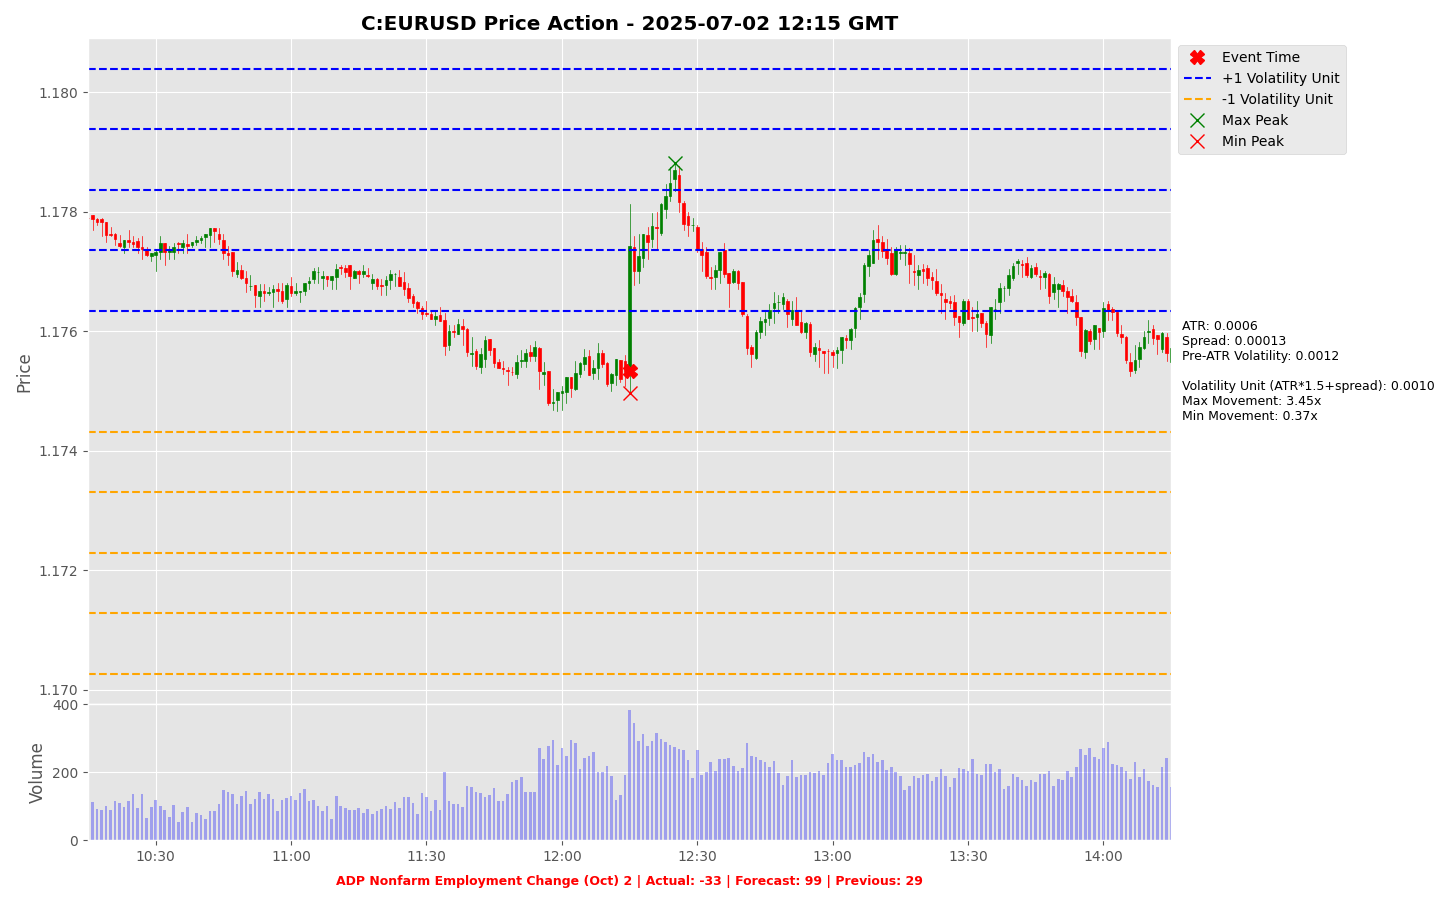 C:EURUSD Price Action - 2025-07-02 12:15 GMT
Event Time
+1 Volatility Unit
-1 Volatility Unit
Max Peak
Min Peak
Price
1.180
1.178
1.176
1.174
1.172
1.170
ATR: 0.0006
Spread: 0.00013
Pre-ATR Volatility: 0.0012
Volatility Unit (ATR*1.5+spread): 0.0010
Max Movement: 3.45x
Min Movement: 0.37x
Volume
400
200
0
10:30 11:00 11:30 12:00 12:30 13:00 13:30 14:00
ADP Nonfarm Employment Change (Oct) 2 | Actual: -33 | Forecast: 99 | Previous: 29